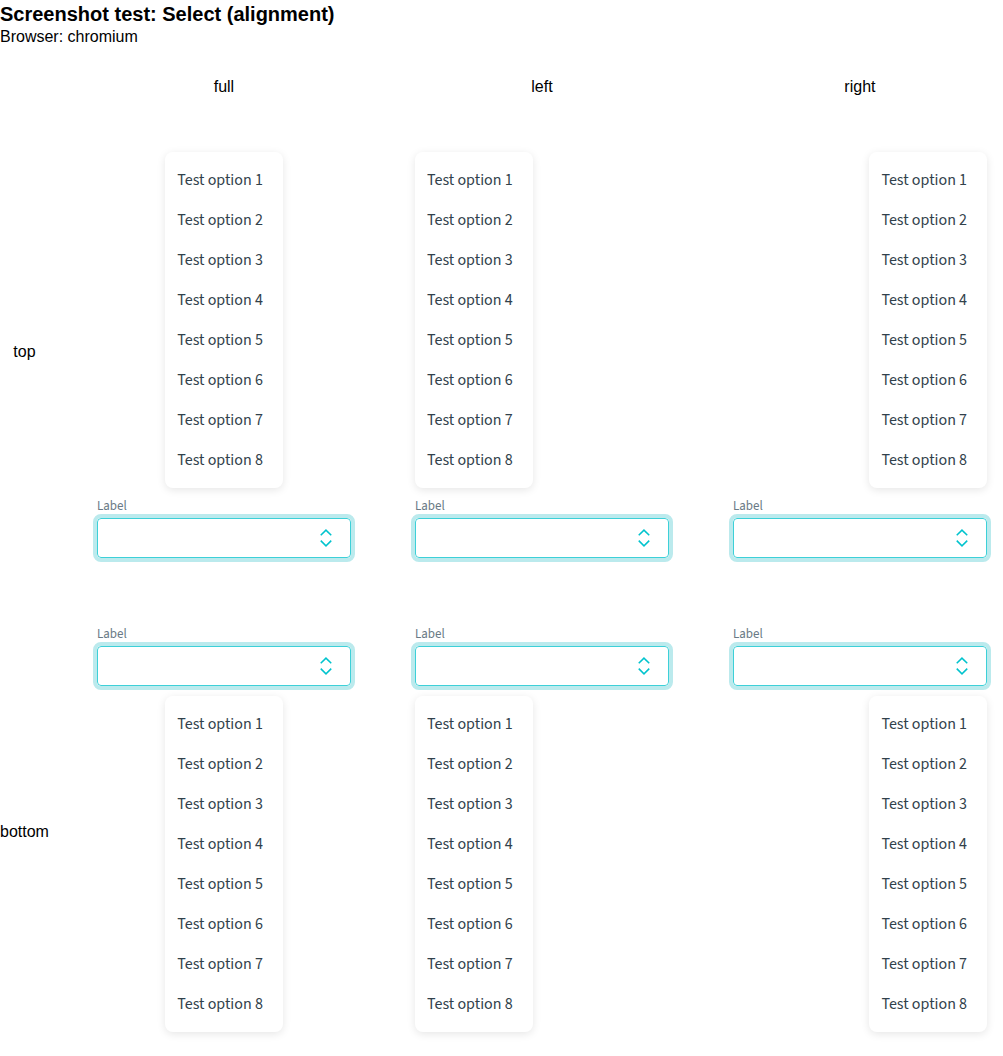 Screenshot test: Select (alignment)
Browser: chromium
full left right
Test option 1 Test option 1 Test option 1
Test option 2 Test option 2 Test option 2
Test option 3 Test option 3 Test option 3
Test option 4 Test option 4 Test option 4
Test option 5 Test option 5 Test option 5
top
Test option 6 Test option 6 Test option 6
Test option 7 Test option 7 Test option 7
Test option 8 Test option 8 Test option 8
Label Label Label
Label Label Label
Test option 1 Test option 1 Test option 1
Test option 2 Test option 2 Test option 2
Test option 3 Test option 3 Test option 3
bottom
Test option 4 Test option 4 Test option 4
Test option 5 Test option 5 Test option 5
Test option 6 Test option 6 Test option 6
Test option 7 Test option 7 Test option 7
Test option 8 Test option 8 Test option 8